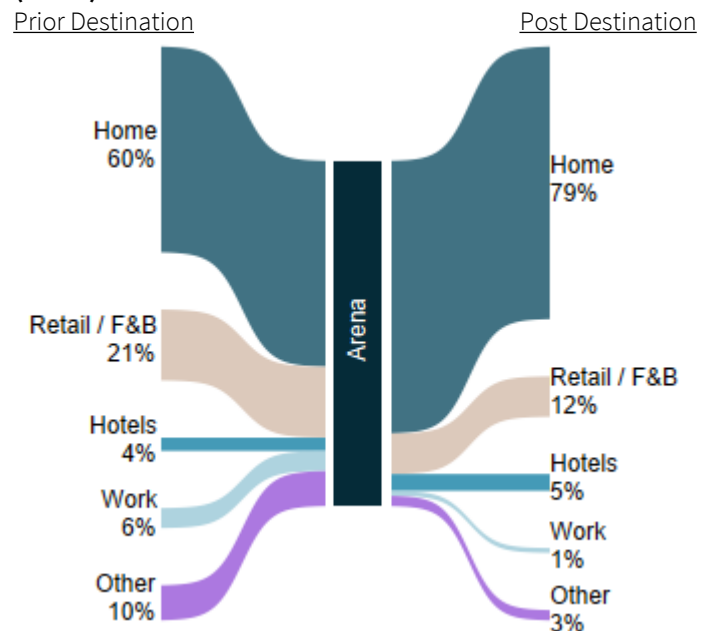 Prior Destination
Post Destination
Home
60%
Retail / F&B
21%
Hotels
4%
Work
6%
Other
10%
Arena
Home
79%
Retail / F&B
12%
Hotels
5%
Work
1%
Other
3%